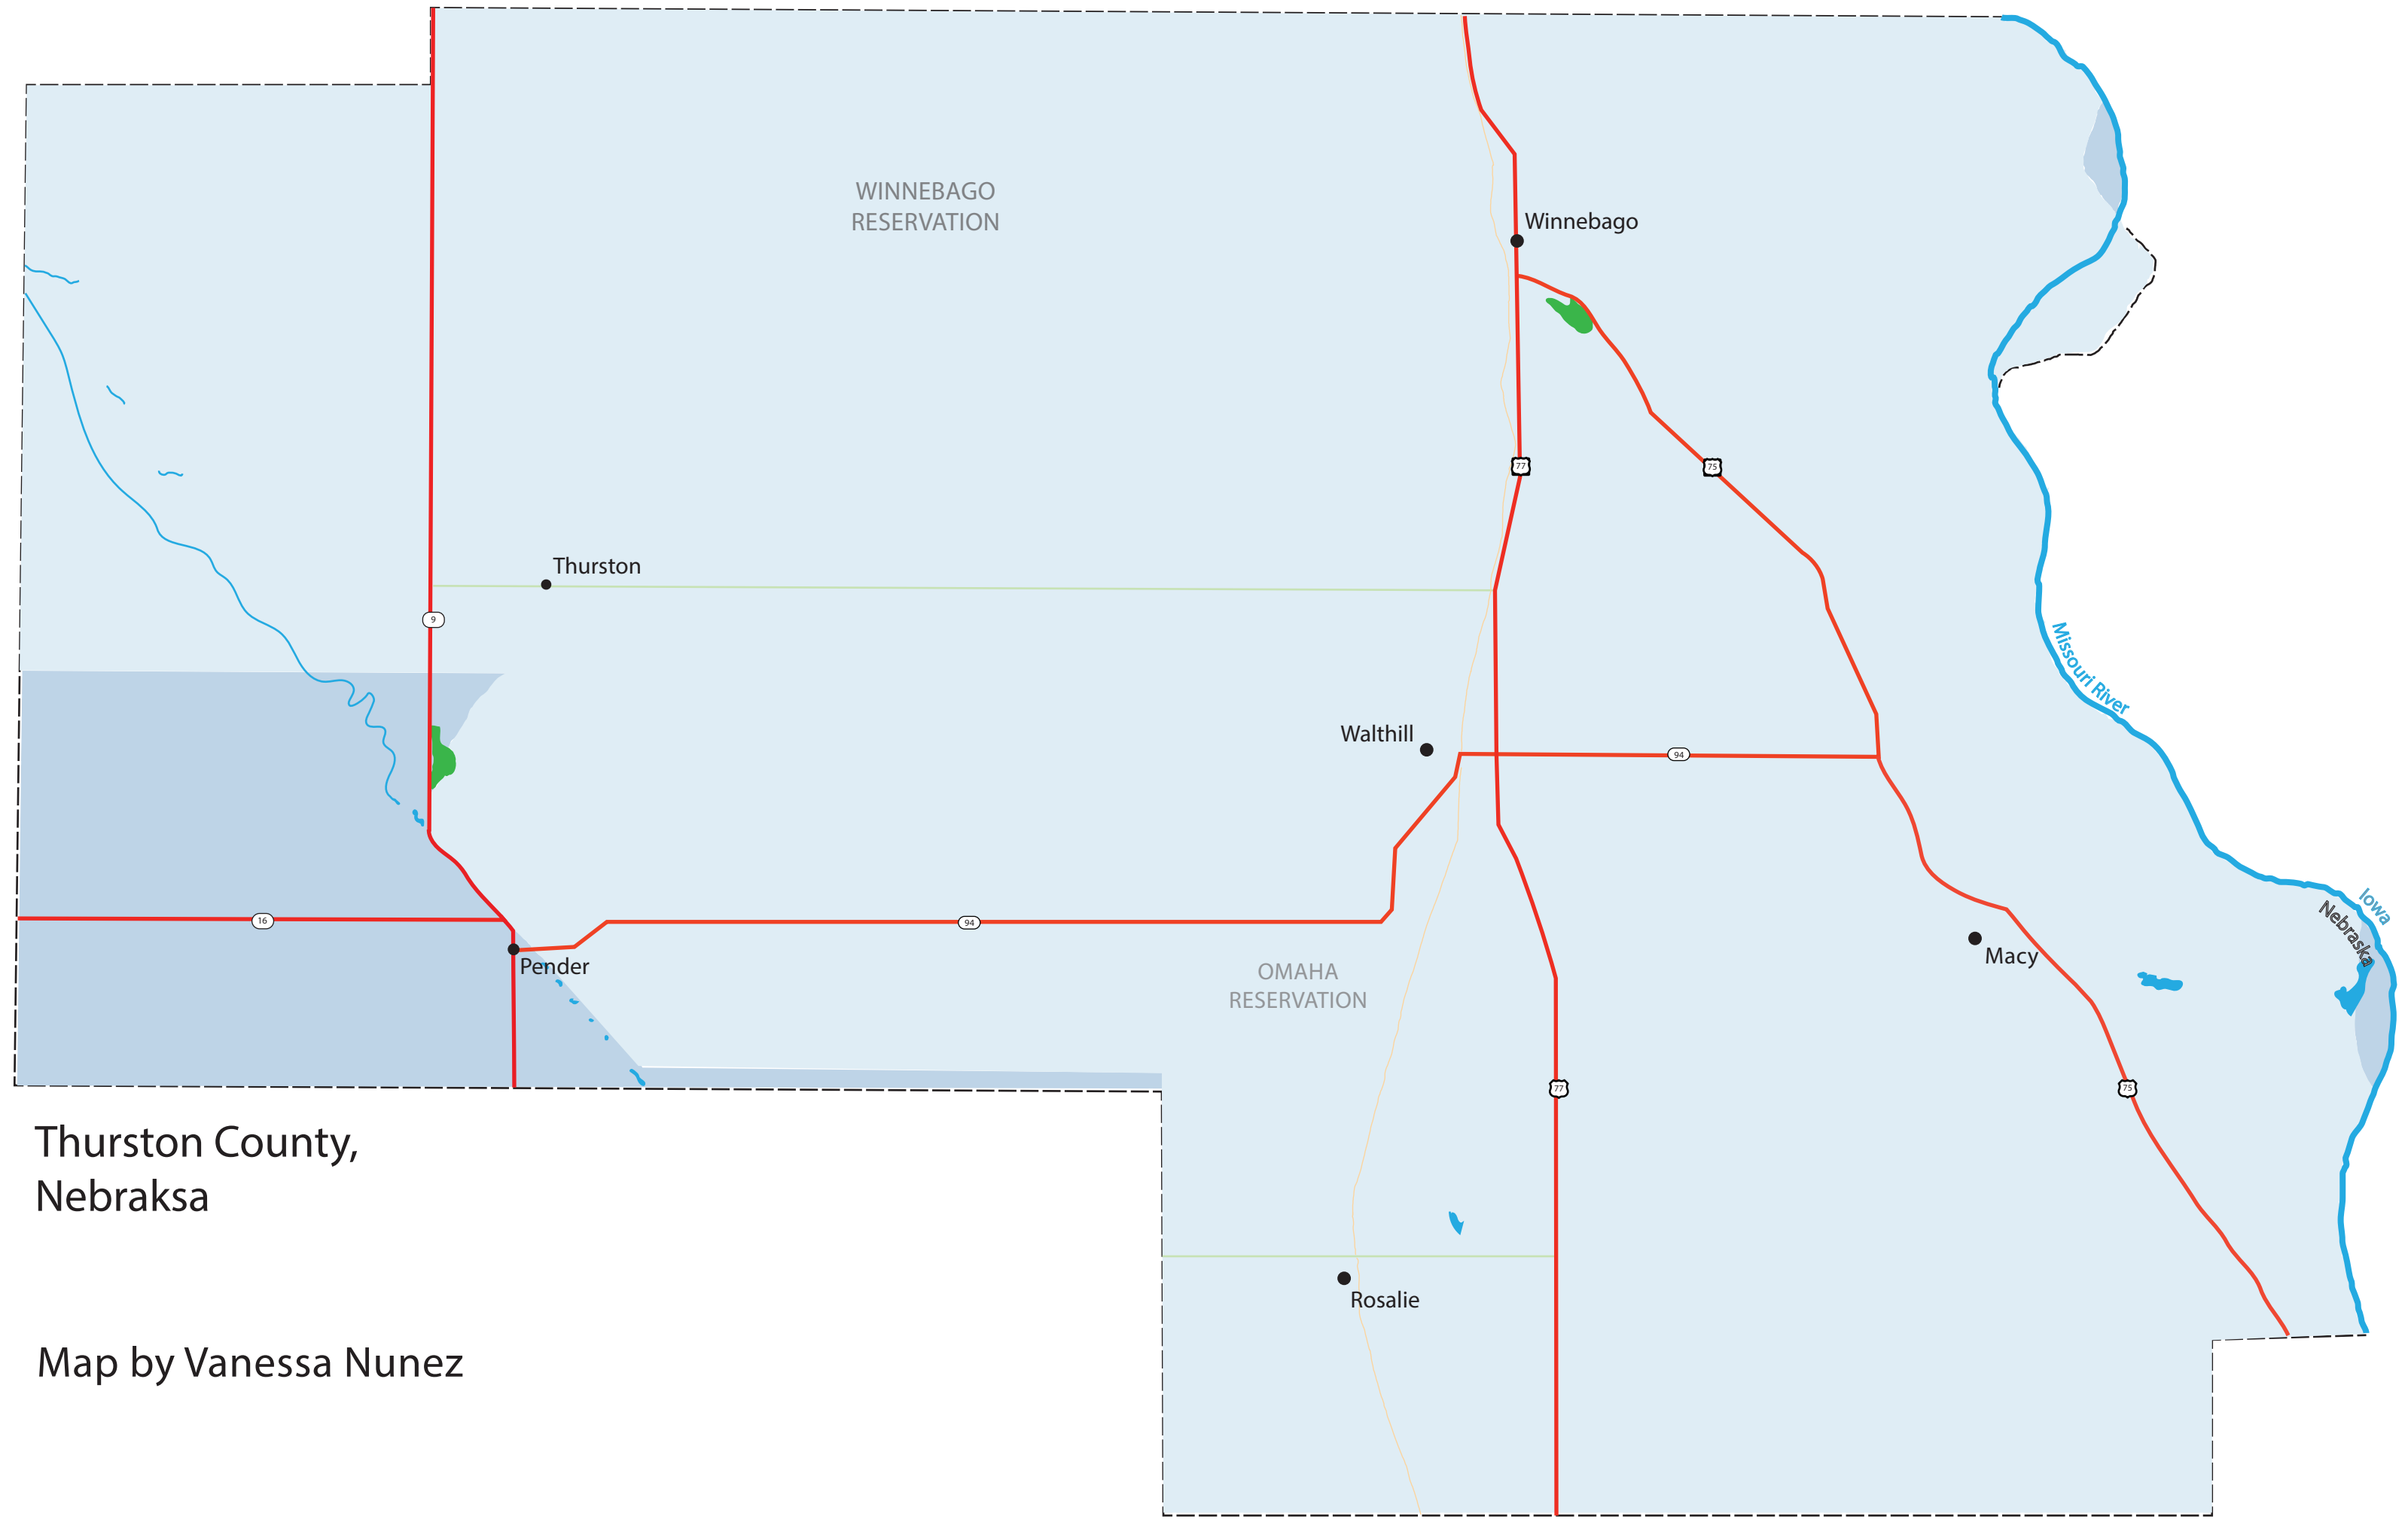 WINNEBAGO
RESERVATION
Winnebago
77
75
Thurston
9
Missouri River
Walthill
94
Iowa
Nebraska
16
94
Pender
Macy
OMAHA
RESERVATION
77
75
Thurston County,
Nebraksa
Rosalie
Map by Vanessa Nunez